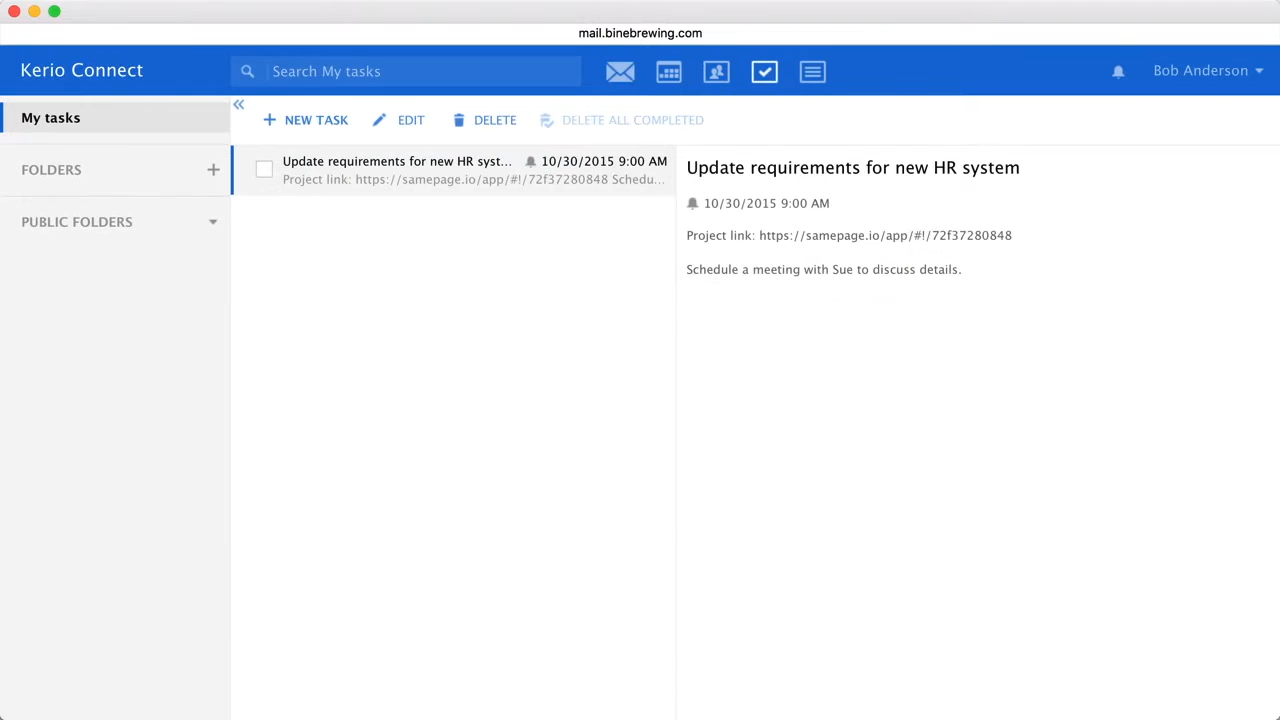 mail.binebrewing.com
Kerio Connect
Search My tasks
Bob Anderson
My tasks
NEW TASK EDIT DELETE DELETE ALL COMPLETED
FOLDERS
PUBLIC FOLDERS
Update requirements for new HR syst... 10/30/2015 9:00 AM
Project link: https://samepage.io/app/#!/72f37280848 Schedu...
Update requirements for new HR system
10/30/2015 9:00 AM
Project link: https://samepage.io/app/#!/72f37280848
Schedule a meeting with Sue to discuss details.